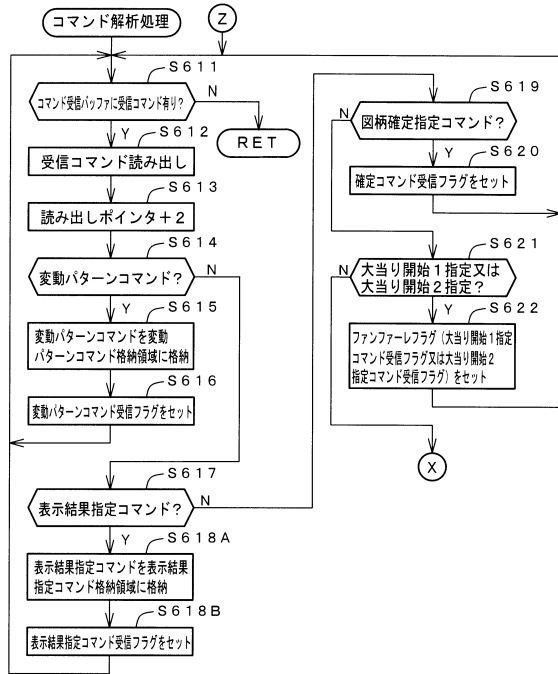 コマンド解析処理
Z
S611
コマンド受信バッファに受信コマンド有り?
N
RET
Y
S612
受信コマンド読み出し
S613
読み出しポインタ+2
S614
変動パターンコマンド?
N
Y
S615
変動パターンコマンドを変動
パターンコマンド格納領域に格納
S616
変動パターンコマンド受信フラグをセット
S617
表示結果指定コマンド?
N
Y
S618A
表示結果指定コマンドを表示結果
指定コマンド格納領域に格納
S618B
表示結果指定コマンド受信フラグをセット
S619
N
図柄確定指定コマンド?
Y
S620
確定コマンド受信フラグをセット
S621
N
大当り開始1指定又は
大当り開始2指定?
Y
S622
ファンファーレフラグ(大当り開始1指定
コマンド受信フラグ又は大当り開始2
指定コマンド受信フラグ)をセット
X